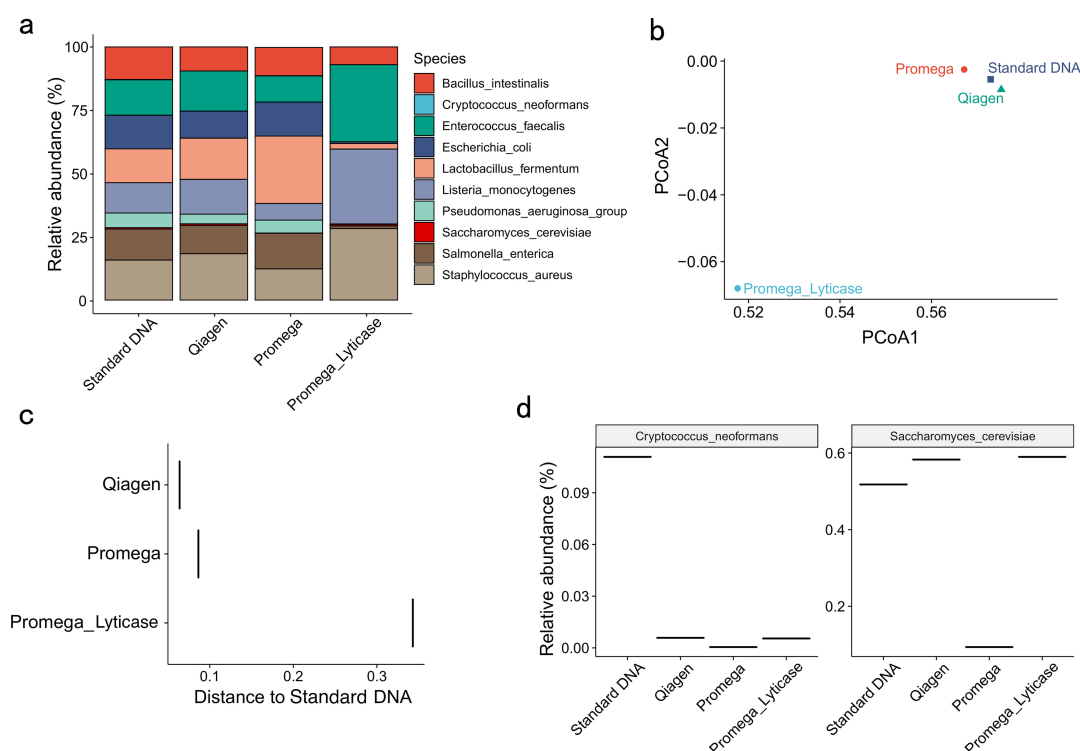 a
Relative abundance (%)
100
75
50
25
0
Standard DNA
Qiagen
Promega
Promega_Lyticase
Species
Bacillus_intestinalis
Cryptococcus_neoformans
Enterococcus_faecalis
Escherichia_coli
Lactobacillus_fermentum
Listeria_monocytogenes
Pseudomonas_aeruginosa_group
Saccharomyces_cerevisiae
Salmonella_enterica
Staphylococcus_aureus
b
PCoA2
0.00
−0.02
−0.04
−0.06
Promega
Standard DNA
Qiagen
Promega_Lyticase
0.52
0.54
0.56
PCoA1
c
Qiagen
Promega
Promega_Lyticase
0.1
0.2
0.3
Distance to Standard DNA
d
Relative abundance (%)
Cryptococcus_neoformans
0.09
0.06
0.03
0.00
Standard DNA
Qiagen
Promega
Promega_Lyticase
Saccharomyces_cerevisiae
0.6
0.4
0.2
Standard DNA
Qiagen
Promega
Promega_Lyticase